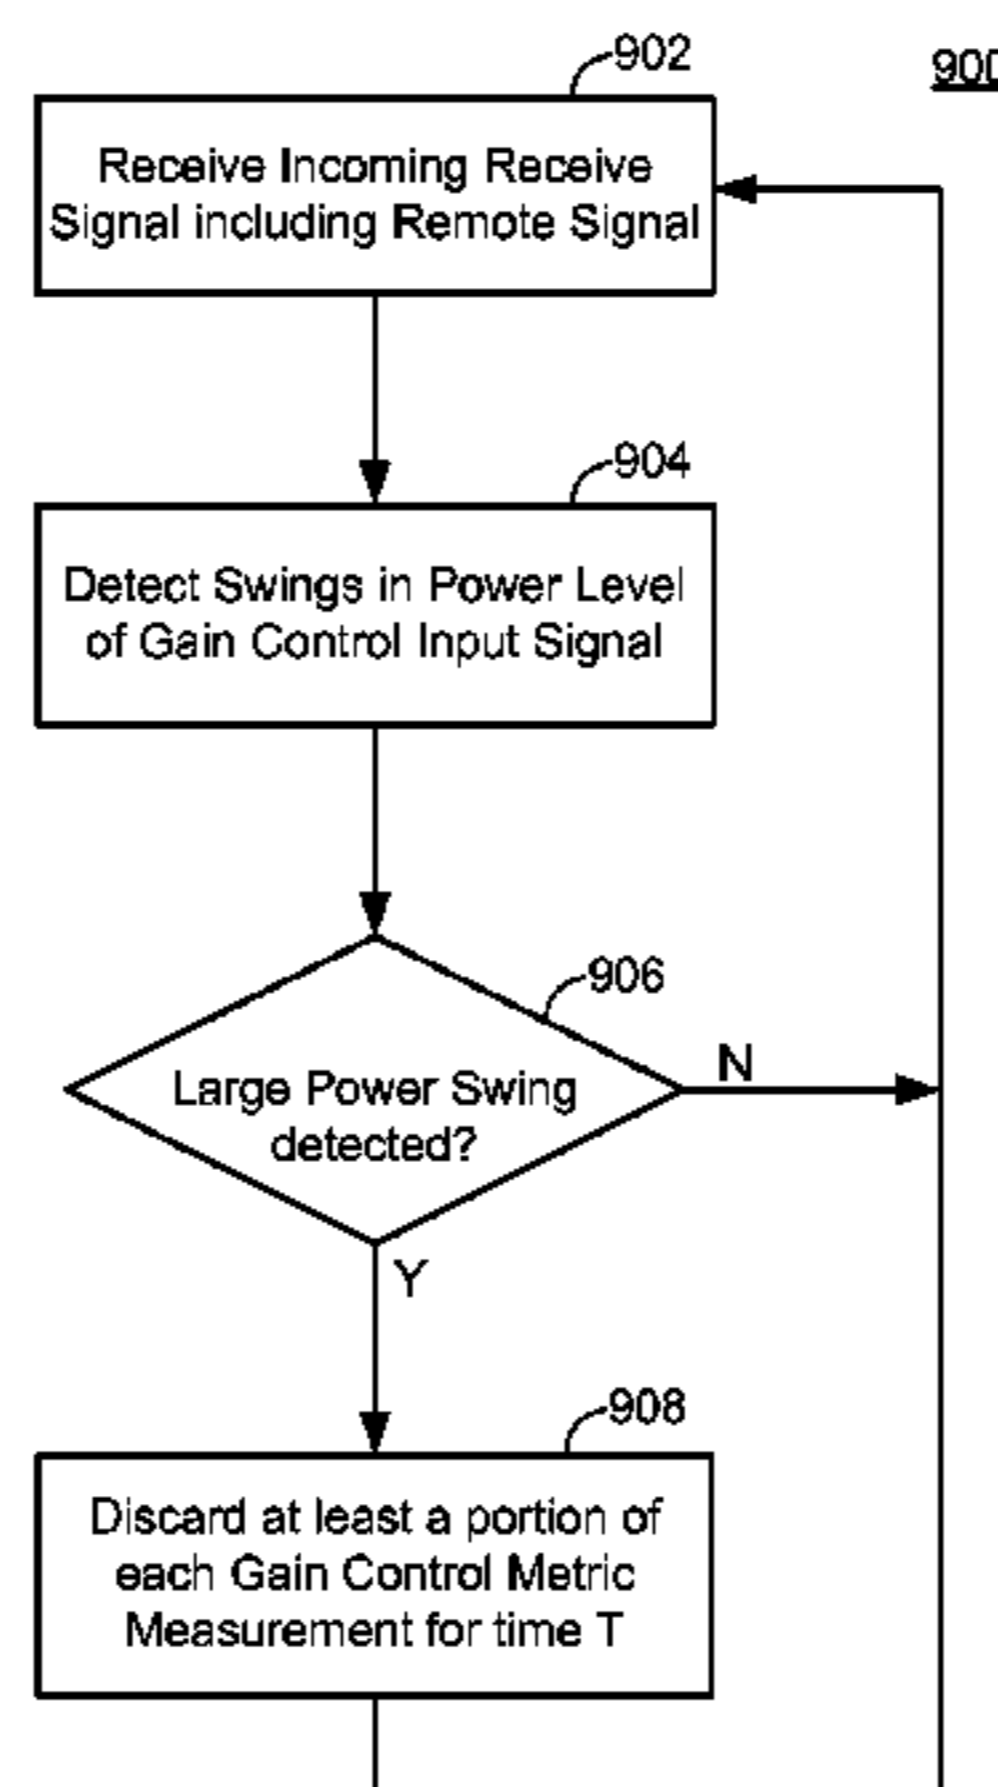 902
900
Receive Incoming Receive
Signal including Remote Signal
904
Detect Swings in Power Level
of Gain Control Input Signal
906
N
Large Power Swing
detected?
Y
908
Discard at least a portion of
each Gain Control Metric
Measurement for time T